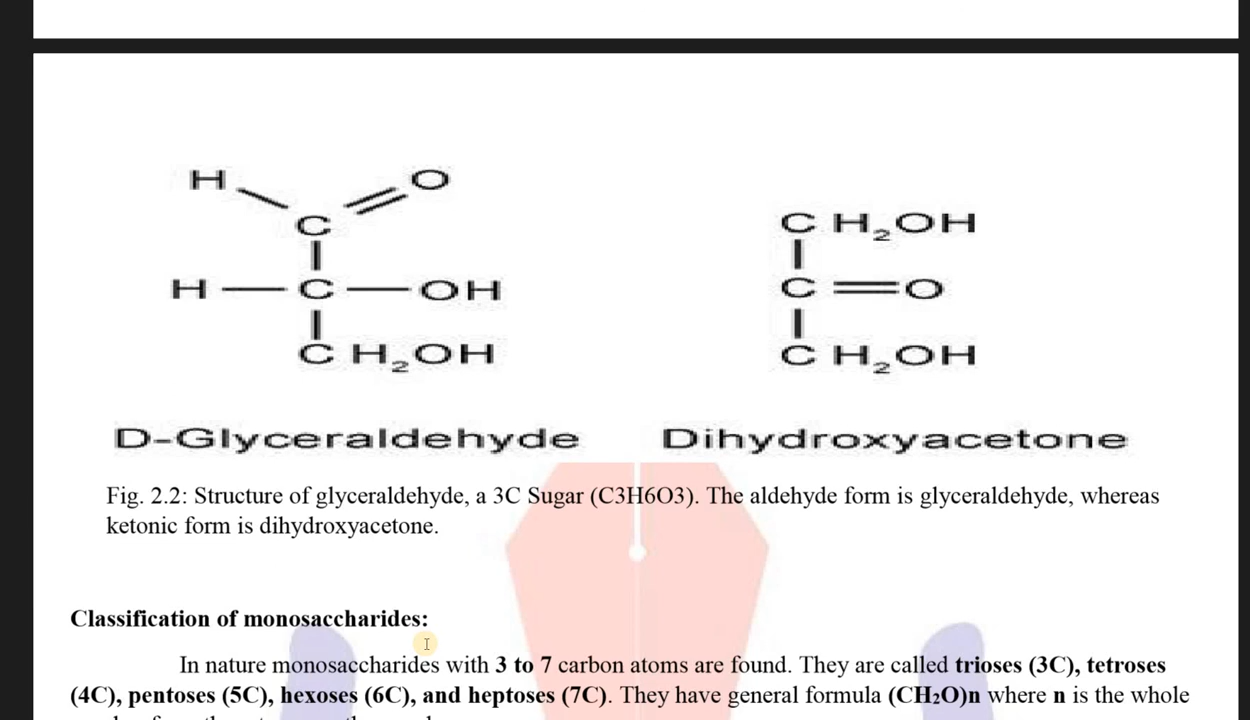 H O
C
H — C — OH
C H₂OH
D-Glyceraldehyde
C H₂OH
C = O
C H₂OH
Dihydroxyacetone
Fig. 2.2: Structure of glyceraldehyde, a 3C Sugar (C3H6O3). The aldehyde form is glyceraldehyde, whereas
ketonic form is dihydroxyacetone.
Classification of monosaccharides:
In nature monosaccharides with 3 to 7 carbon atoms are found. They are called trioses (3C), tetroses
(4C), pentoses (5C), hexoses (6C), and heptoses (7C). They have general formula (CH₂O)n where n is the whole